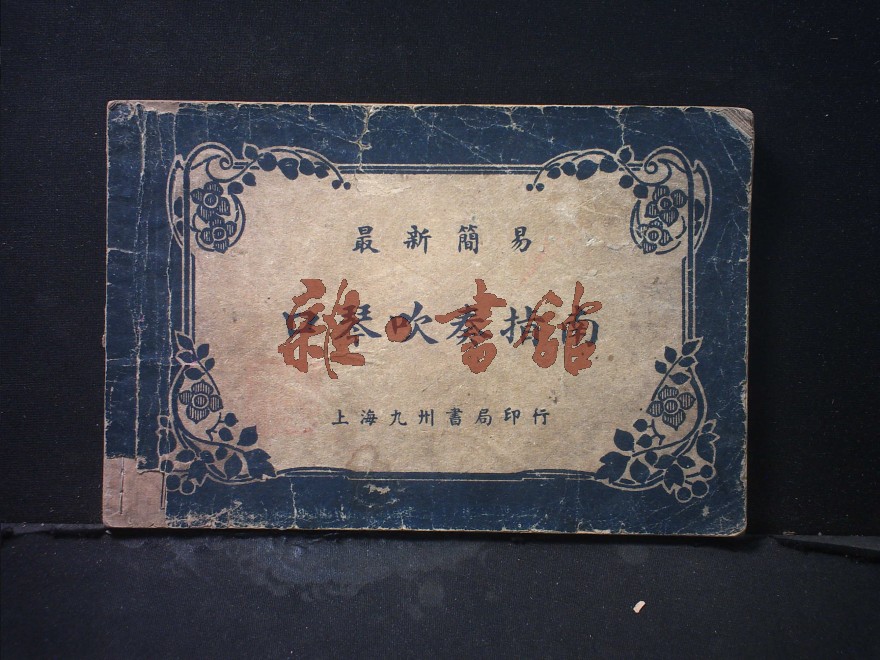 最新簡易
口琴吹奏指南
雜·書館
上海九州書局印行